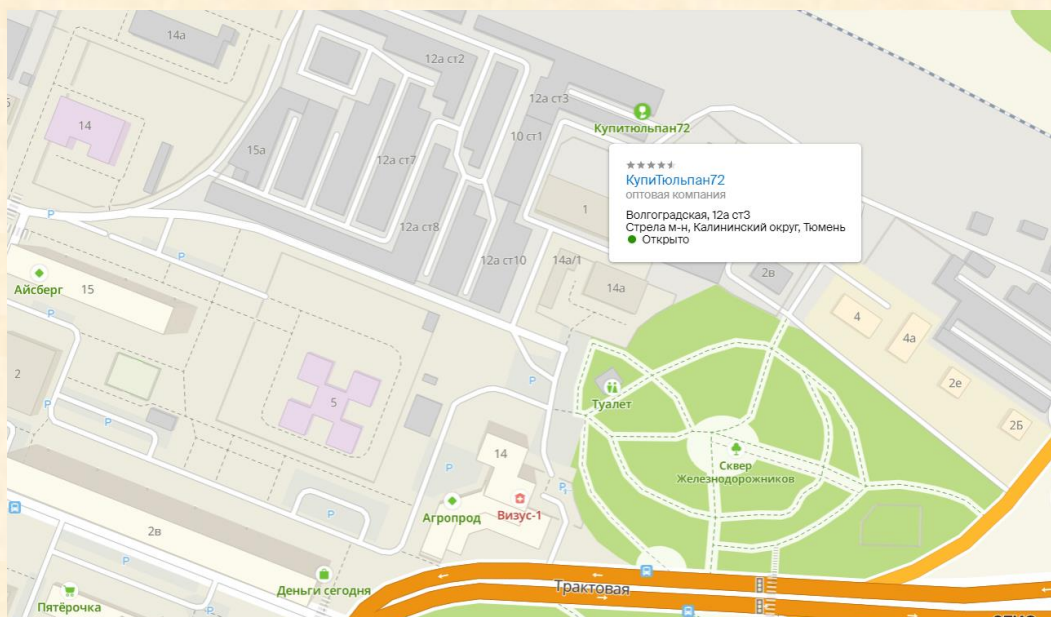 14а
12а ст2
12а ст3
Купитюльпан72
14
10 ст1
15а
12а ст7
★★★★★
КупиТюльпан72
оптовая компания
Волгоградская, 12а ст3
Стрела м-н, Калининский округ, Тюмень
Открыто
1
P
12а ст8
P
12а ст10
14а/1
14а
2в
Айсберг
15
P
4
4а
2
P
2е
P
5
Туалет
2Б
P
14
Сквер
Железнодорожников
P
P
Агропрод
Визус-1
P
2в
P
Деньги сегодня
Трактовая
Пятёрочка
P